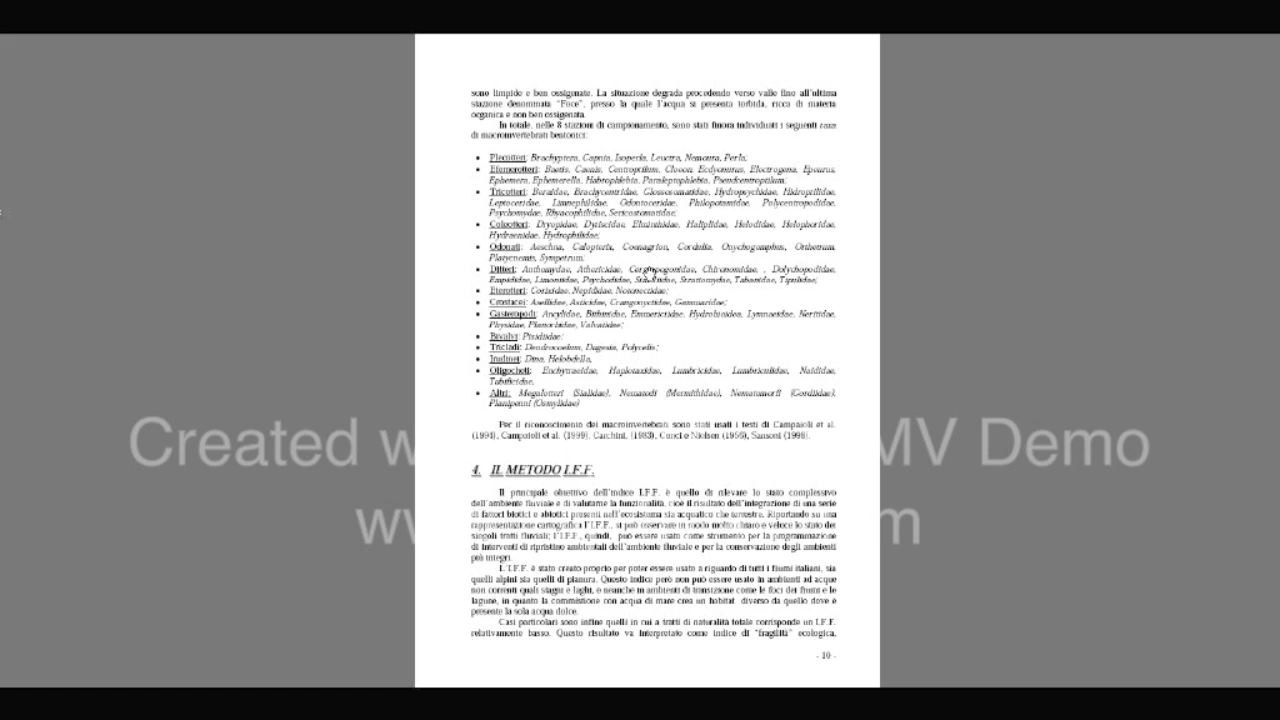 sono limpide e ben ossigenate. La situazione degrada procedendo verso valle fino all'ultima
stazione denominata "Foce", presso la quale l'acqua si presenta torbida, ricca di materia
organica e non ben ossigenata.
In totale, nelle 8 stazioni di campionamento, sono stati finora individuati i seguenti taxa
di macroinvertebrati bentonici:
• Plecotteri: Brachyptera, Capnia, Isoperla, Leuctra, Nemoura, Perla;
• Efemerotteri: Baetis, Caenis, Centroptilum, Cloeon, Ecdyonurus, Electrogena, Epeorus,
Ephemera, Ephemerella, Habrophlebia, Paraleptophlebia, Pseudocentroptilum;
• Tricotteri: Beraidae, Brachycentridae, Glossosomatidae, Hydropsychidae, Hidroptilidae,
Leptoceridae, Limnephilidae, Odontoceridae, Philopotamidae, Polycentropodidae,
Psychomydae, Rhyacophilidae, Sericostomatidae;
• Coleotteri: Dryopidae, Dytiscidae, Elminthidae, Haliplidae, Helodidae, Helophoridae,
Hydraenidae, Hydrophilidae;
• Odonati: Aeschna, Calopteria, Coenagrion, Cordulia, Onychogomphus, Orthetrum,
Platycnemis, Sympetrum;
• Ditteri: Anthomydae, Athericidae, Chironomidae, , Dolychopodidae,
Empididae, Limoniidae, Psychodidae, Simuliidae, Stratiomydae, Tabanidae, Tipulidae;
• Eterotteri: Corixidae, Nepididae, Notonectidae;
• Crostacei: Asellidae, Asticidae, Crangonyctidae, Gammaridae;
• Gasteropodi: Ancylidae, Bithinidae, Emmericidae, Hydrobioidea, Lymnaeidae, Neritidae,
Physidae, Planorbidae, Valvatidae;
• Bivalvi: Pisidiidae;
• Tricladi: Dendrocoelum, Dugesia, Polycelis;
• Irudinei: Dina, Helobdella,
• Oligocheti: Enchytraeidae, Haplotaxidae, Lumbricidae, Lumbriculidae, Naididae,
Tubificidae,
• Altri: Megalotteri (Sialidae), Nematodi (Mermithidae), Nematomorfi (Gordiidae),
Planipenni (Osmylidae)
Per il riconoscimento dei macroinvertebrati sono stati usati i testi di Campaioli et al.
(1994), Campaioli et al. (1999), Carchini, (1983), Conci e Nielsen (1956), Sansoni (1998).
4. IL METODO I.F.F.
Il principale obiettivo dell'indice I.F.F. è quello di rilevare lo stato complessivo
dell'ambiente fluviale e di valutarne la funzionalità, cioè il risultato dell'integrazione di una serie
di fattori biotici e abiotici presenti nell'ecosistema sia acquatico che terrestre. Riportando su una
rappresentazione cartografica l'I.F.F., si può osservare in modo molto chiaro e veloce lo stato dei
singoli tratti fluviali; l'I.F.F., quindi, può essere usato come strumento per la programmazione
di interventi di ripristino ambientali dell'ambiente fluviale e per la conservazione degli ambienti
più integri.
L'I.F.F. è stato creato proprio per poter essere usato a riguardo di tutti i fiumi italiani, sia
quelli alpini sia quelli di pianura. Questo indice però non può essere usato in ambienti ad acque
non correnti quali stagni e laghi, e neanche in ambienti di transizione come le foci dei fiumi e le
lagune, in quanto la commistione con acqua di mare crea un habitat diverso da quello dove è
presente la sola acqua dolce.
Casi particolari sono infine quelli in cui a tratti di naturalità totale corrisponde un I.F.F.
relativamente basso. Questo risultato va interpretato come indice di "fragilità" ecologica,
- 10 -
Created w MV Demo
ww m